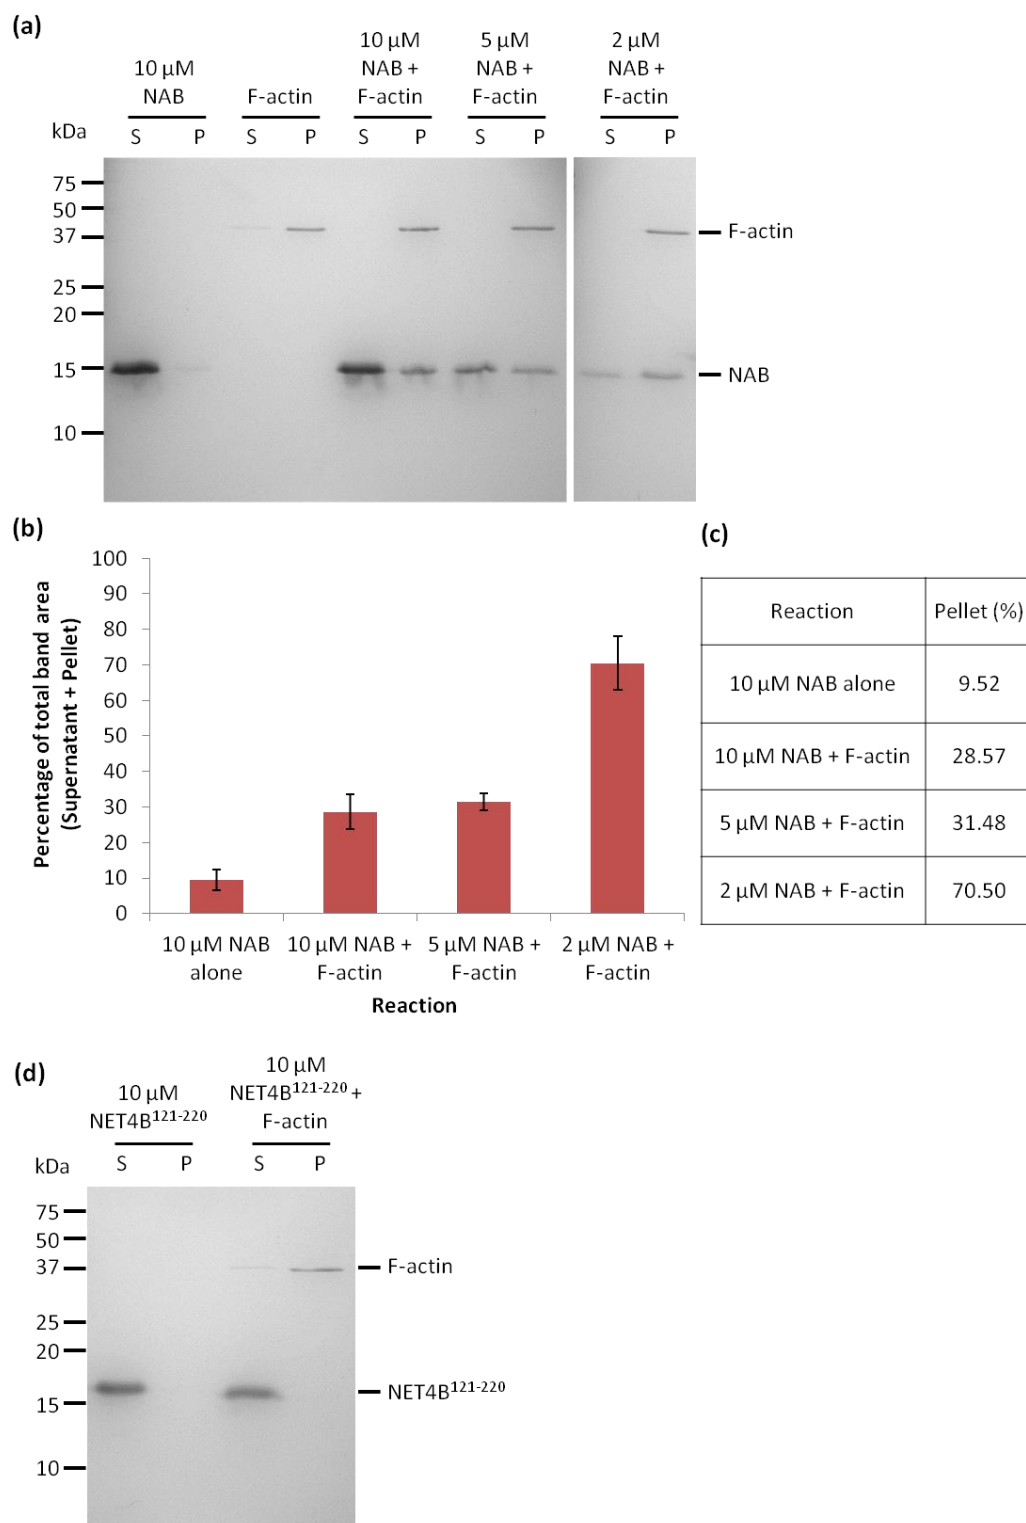 (a)
10 µM
NAB
F-actin
10 µM
NAB +
F-actin
5 µM
NAB +
F-actin
2 µM
NAB +
F-actin
kDa
S
P
S
P
S
P
S
P
S
P
75
50
37
25
20
15
10
F-actin
NAB
(b)
Percentage of total band area
(Supernatant + Pellet)
100
90
80
70
60
50
40
30
20
10
0
10 µM NAB
alone
10 µM NAB +
F-actin
5 µM NAB +
F-actin
2 µM NAB +
F-actin
Reaction
(c)
Reaction Pellet (%)
10 µM NAB alone 9.52
10 µM NAB + F-actin 28.57
5 µM NAB + F-actin 31.48
2 µM NAB + F-actin 70.50
(d)
10 µM
NET4B121-220
10 µM
NET4B121-220 +
F-actin
kDa
S
P
S
P
75
50
37
25
20
15
10
F-actin
NET4B121-220